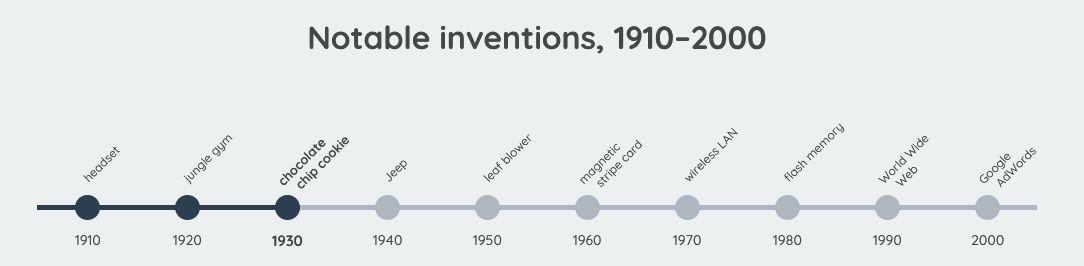 Notable inventions, 1910–2000
headset
jungle gym
chocolate
chip cookie
Jeep
leaf blower
magnetic
stripe card
wireless LAN
flash memory
World Wide
Web
Google
AdWords
1910
1920
1930
1940
1950
1960
1970
1980
1990
2000